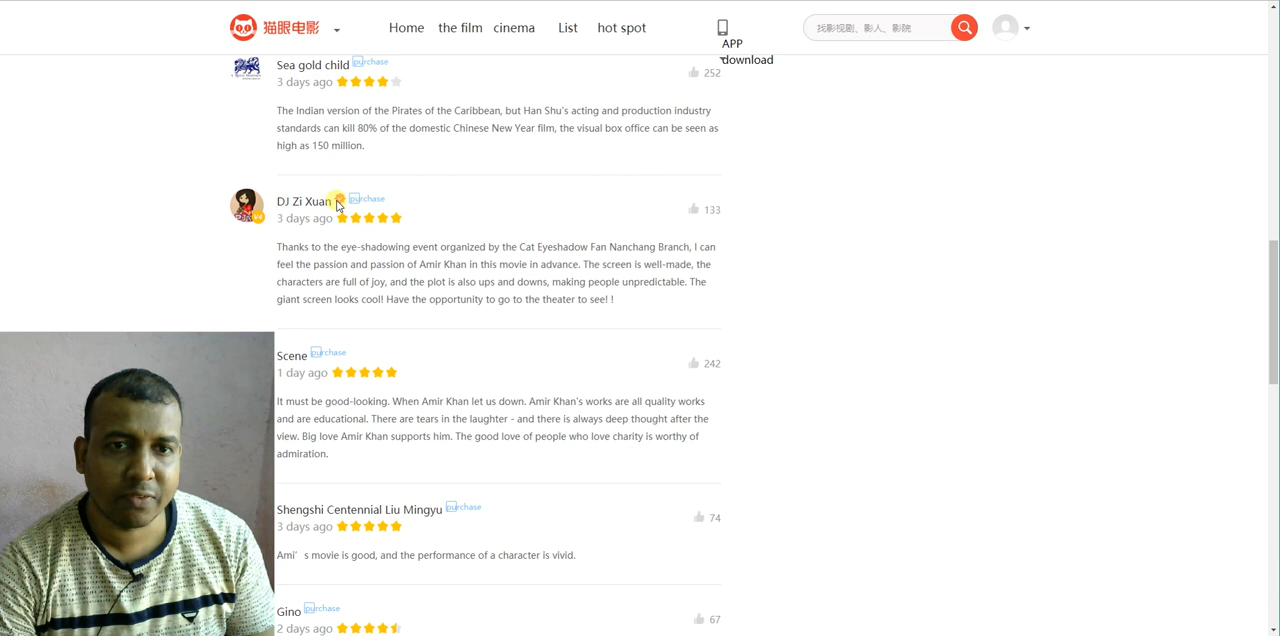 猫眼电影
Home the film cinema List hot spot
APP
download
找影视剧、影人、影院
Sea gold child purchase
3 days ago
252
The Indian version of the Pirates of the Caribbean, but Han Shu's acting and production industry
standards can kill 80% of the domestic Chinese New Year film, the visual box office can be seen as
high as 150 million.
DJ Zi Xuan purchase
3 days ago
133
Thanks to the eye-shadowing event organized by the Cat Eyeshadow Fan Nanchang Branch, I can
feel the passion and passion of Amir Khan in this movie in advance. The screen is well-made, the
characters are full of joy, and the plot is also ups and downs, making people unpredictable. The
giant screen looks cool! Have the opportunity to go to the theater to see! !
Scene purchase
1 day ago
242
It must be good-looking. When Amir Khan let us down. Amir Khan's works are all quality works
and are educational. There are tears in the laughter - and there is always deep thought after the
view. Big love Amir Khan supports him. The good love of people who love charity is worthy of
admiration.
Shengshi Centennial Liu Mingyu purchase
3 days ago
74
Ami' s movie is good, and the performance of a character is vivid.
Gino purchase
2 days ago
67